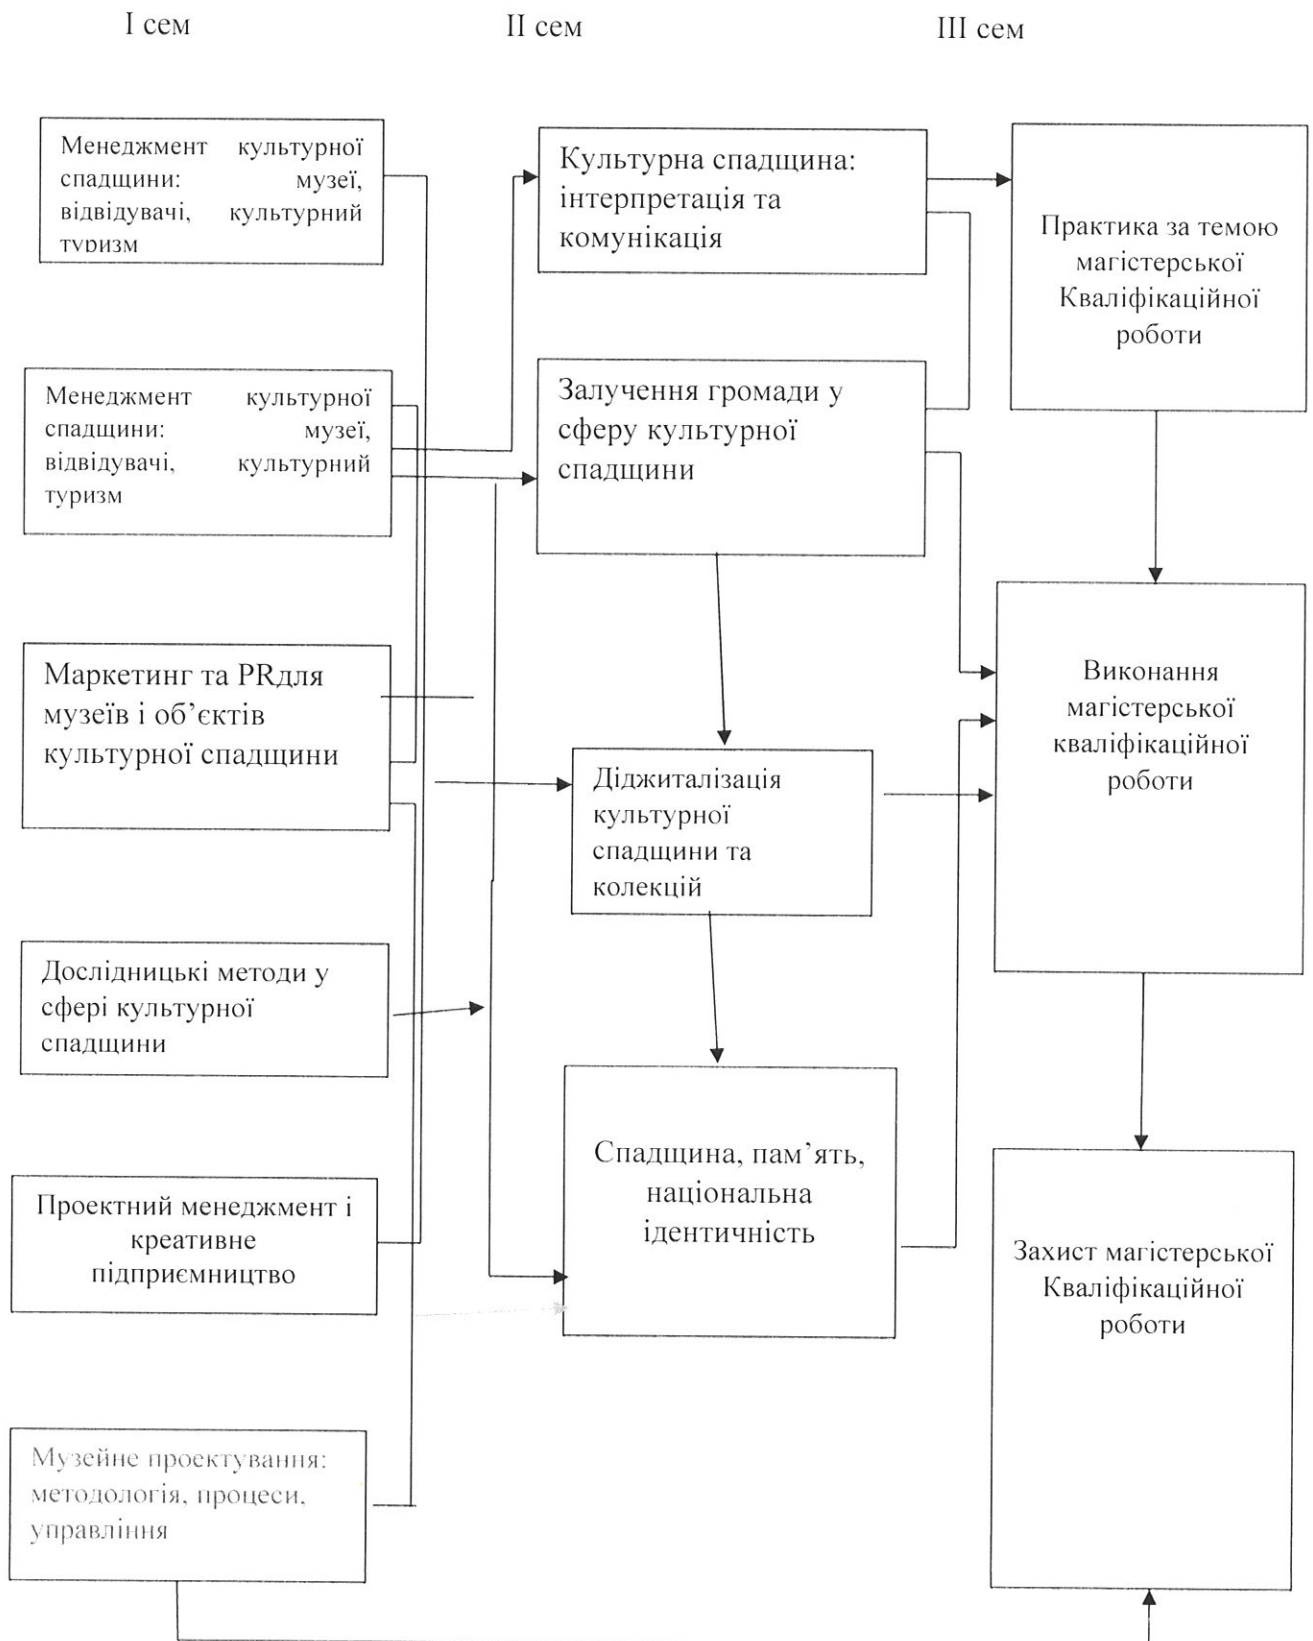 І сем
ІІ сем
ІІІ сем
Менеджмент культурної
спадщини: музеї,
відвідувачі, культурний
туризм
Менеджмент культурної
спадщини: музеї,
відвідувачі, культурний
туризм
Маркетинг та PRдля
музеїв і об’єктів
культурної спадщини
Дослідницькі методи у
сфері культурної
спадщини
Проектний менеджмент і
креативне
підприємництво
Музейне проектування:
методологія, процеси,
управління
Культурна спадщина:
інтерпретація та
комунікація
Залучення громади у
сферу культурної
спадщини
Діджиталізація
культурної
спадщини та
колекцій
Спадщина, пам’ять,
національна
ідентичність
Практика за темою
магістерської
Кваліфікаційної
роботи
Виконання
магістерської
кваліфікаційної
роботи
Захист магістерської
Кваліфікаційної
роботи